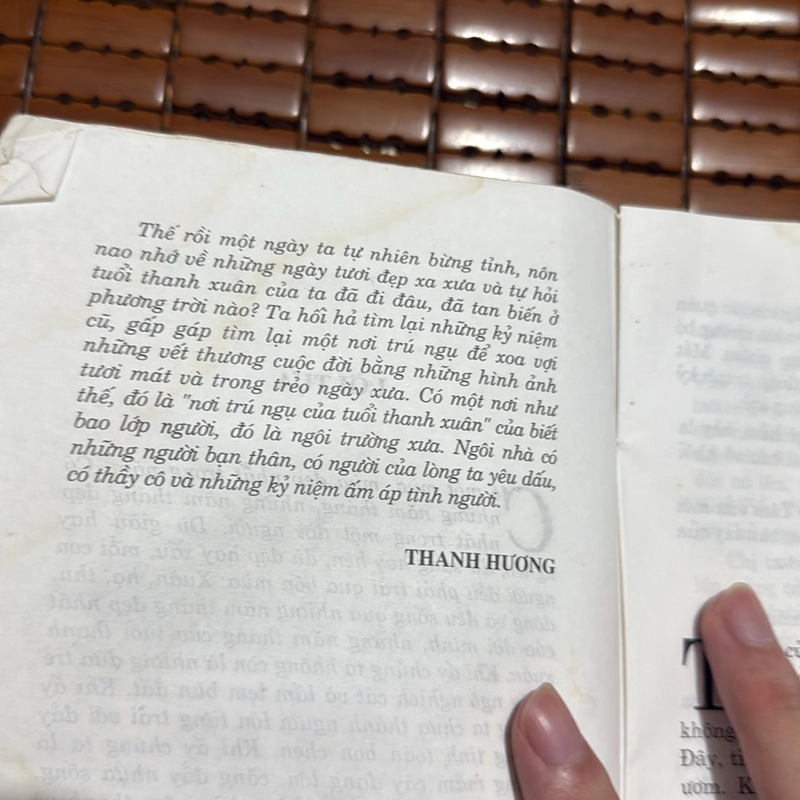 Thế rồi một ngày ta tự nhiên bừng tỉnh, nôn
nao nhớ về những ngày tươi đẹp xa xưa và tự hỏi
tuổi thanh xuân của ta đã đi đâu, đã tan biến ở
phương trời nào? Ta hối hả tìm lại những kỷ niệm
cũ, gấp gáp tìm lại một nơi trú ngụ để xoa vợi
những vết thương cuộc đời bằng những hình ảnh
tươi mát và trong trẻo ngày xưa. Có một nơi như
thế, đó là "nơi trú ngụ của tuổi thanh xuân" của biết
bao lớp người, đó là ngôi trường xưa. Ngôi nhà có
những người bạn thân, có người của lòng ta yêu dấu,
có thầy cô và những kỷ niệm ấm áp tình người.
THANH HƯƠNG
không
Đây,
ươm.